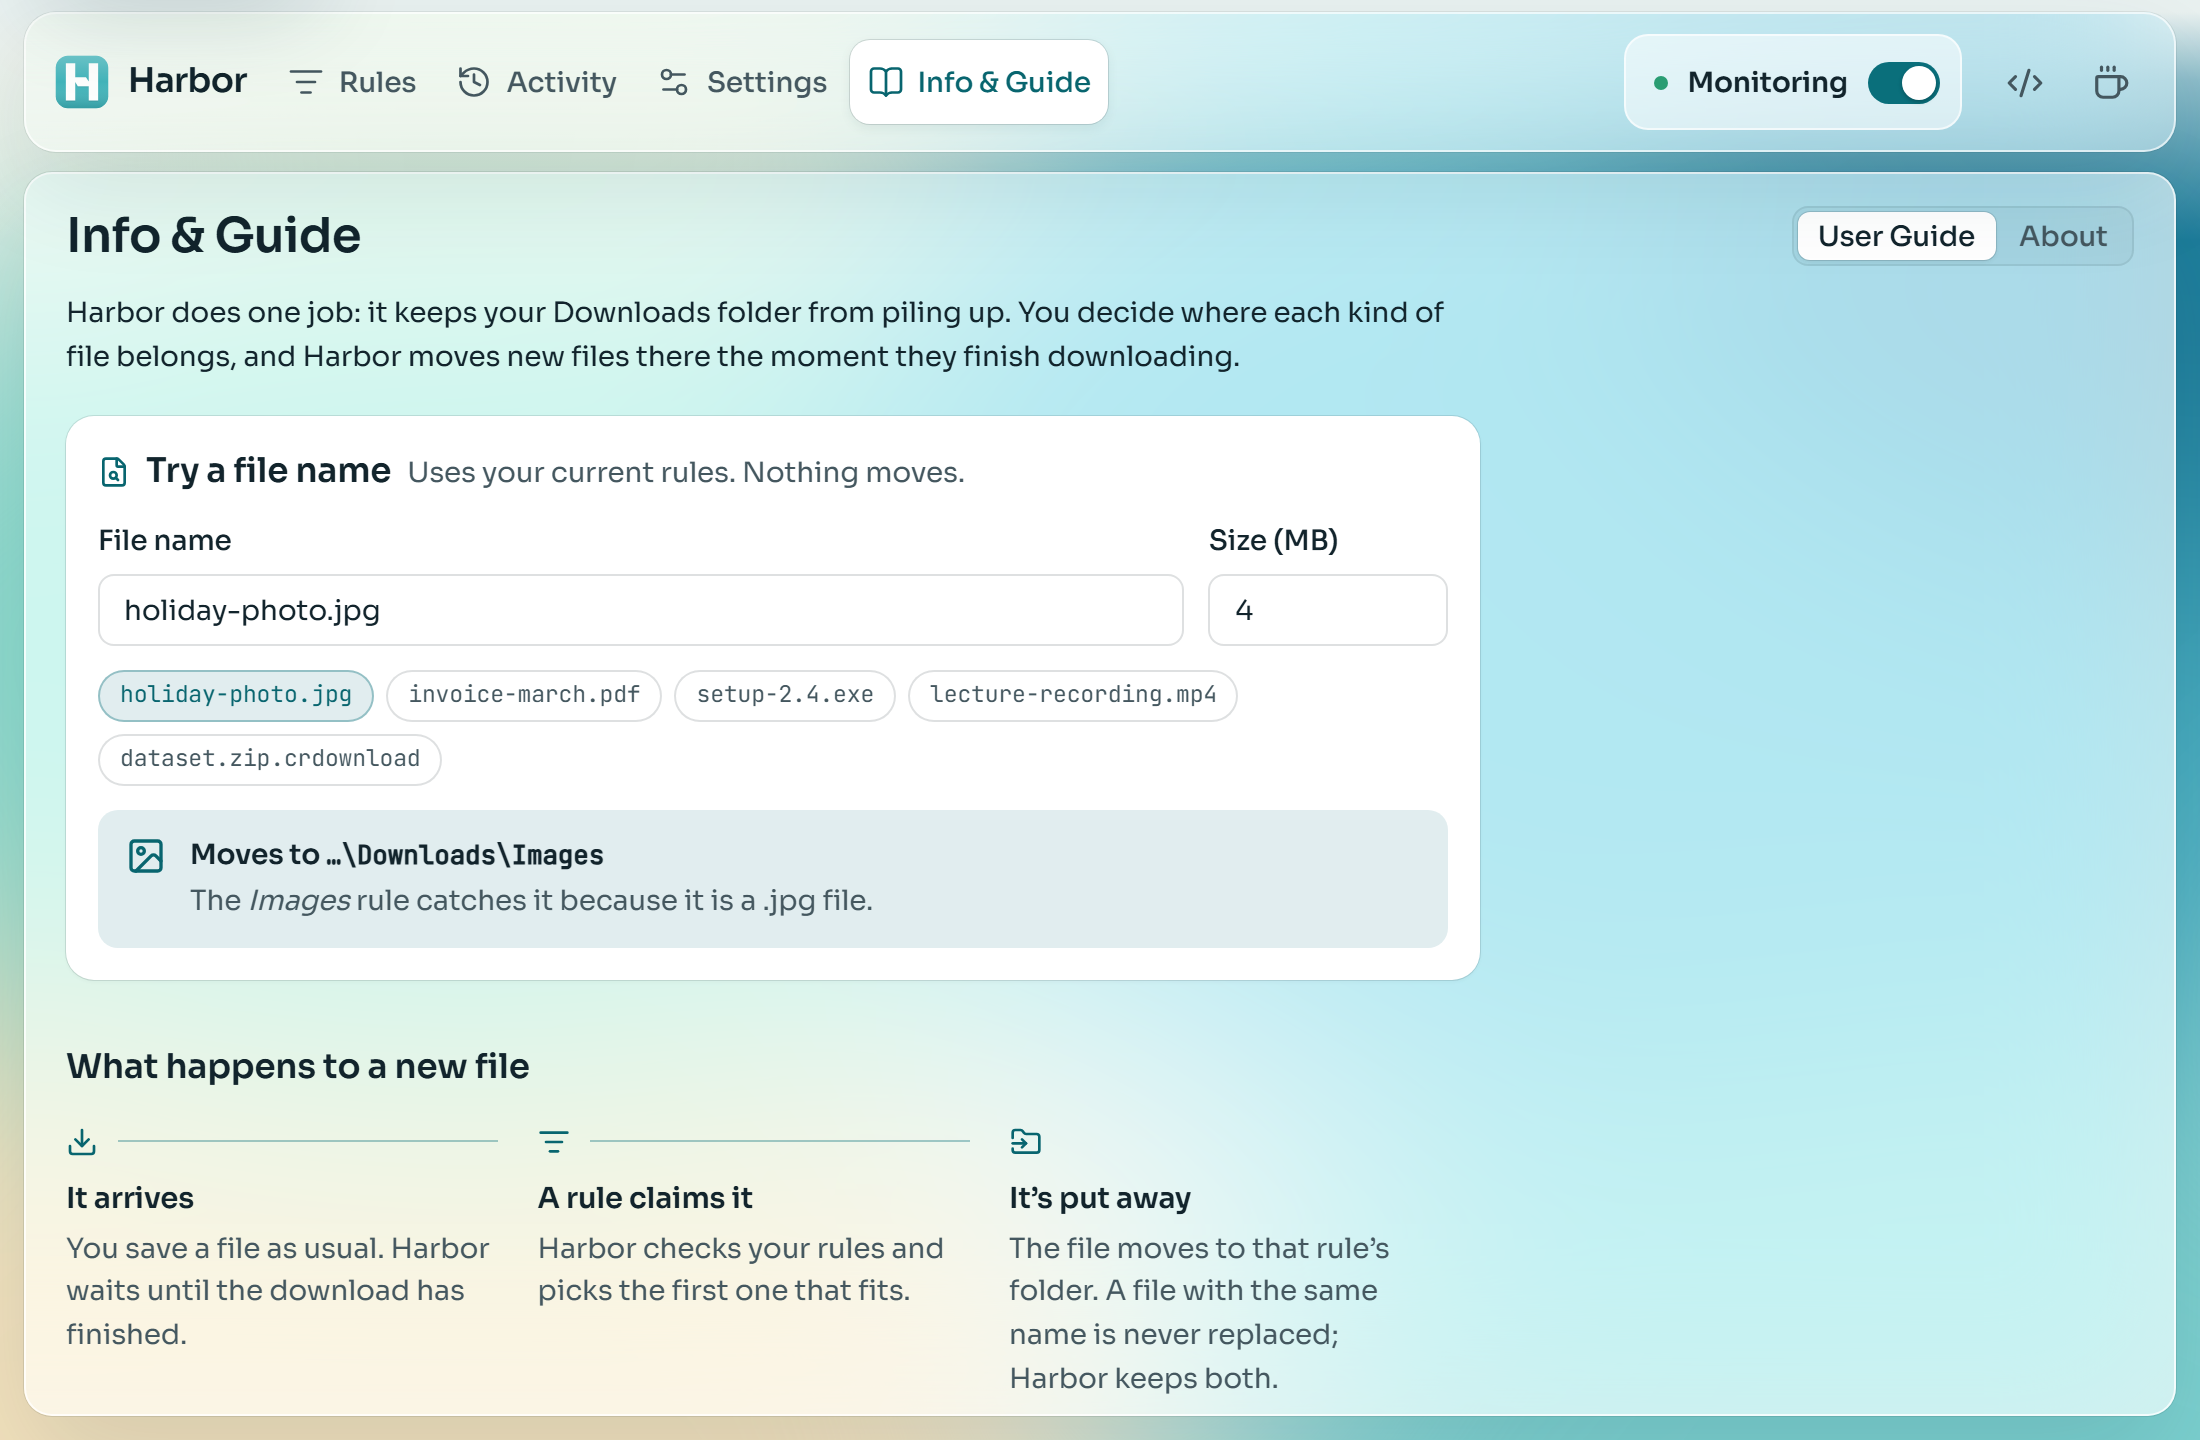 Harbor
Rules
Activity
Settings
Info & Guide
Monitoring
Info & Guide
User Guide
About
Harbor does one job: it keeps your Downloads folder from piling up. You decide where each kind of
file belongs, and Harbor moves new files there the moment they finish downloading.
Try a file name
Uses your current rules. Nothing moves.
File name
Size (MB)
holiday-photo.jpg
4
holiday-photo.jpg
invoice-march.pdf
setup-2.4.exe
lecture-recording.mp4
dataset.zip.crdownload
Moves to …\Downloads\Images
The Images rule catches it because it is a .jpg file.
What happens to a new file
It arrives
You save a file as usual. Harbor
waits until the download has
finished.
A rule claims it
Harbor checks your rules and
picks the first one that fits.
It’s put away
The file moves to that rule’s
folder. A file with the same
name is never replaced;
Harbor keeps both.